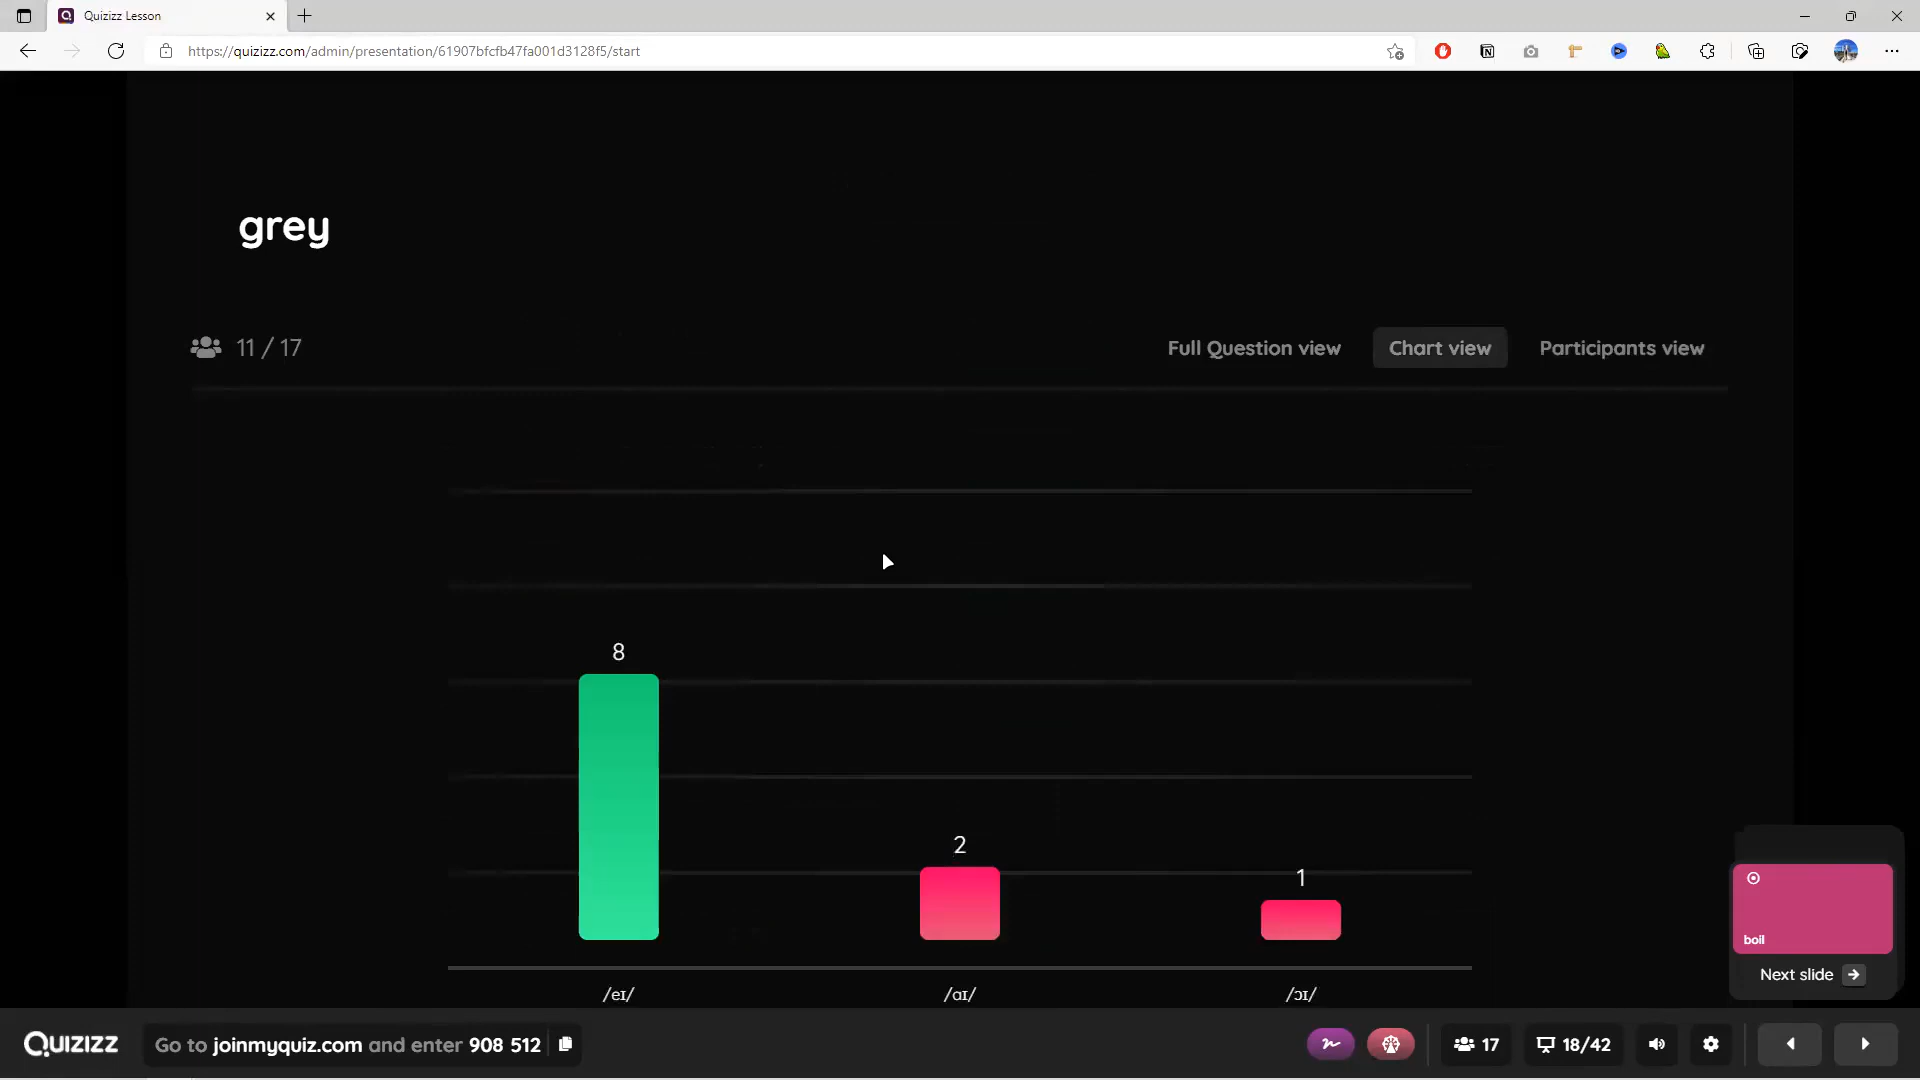 Quizizz Lesson
https://quizizz.com/admin/presentation/61907bfcfb47fa001d3128f5/start
grey
11 / 17
Full Question view
Chart view
Participants view
8
2
1
/eɪ/
/ɑɪ/
/ɔɪ/
boil
Next slide
QUIZIZZ
Go to joinmyquiz.com and enter 908 512
17
18/42